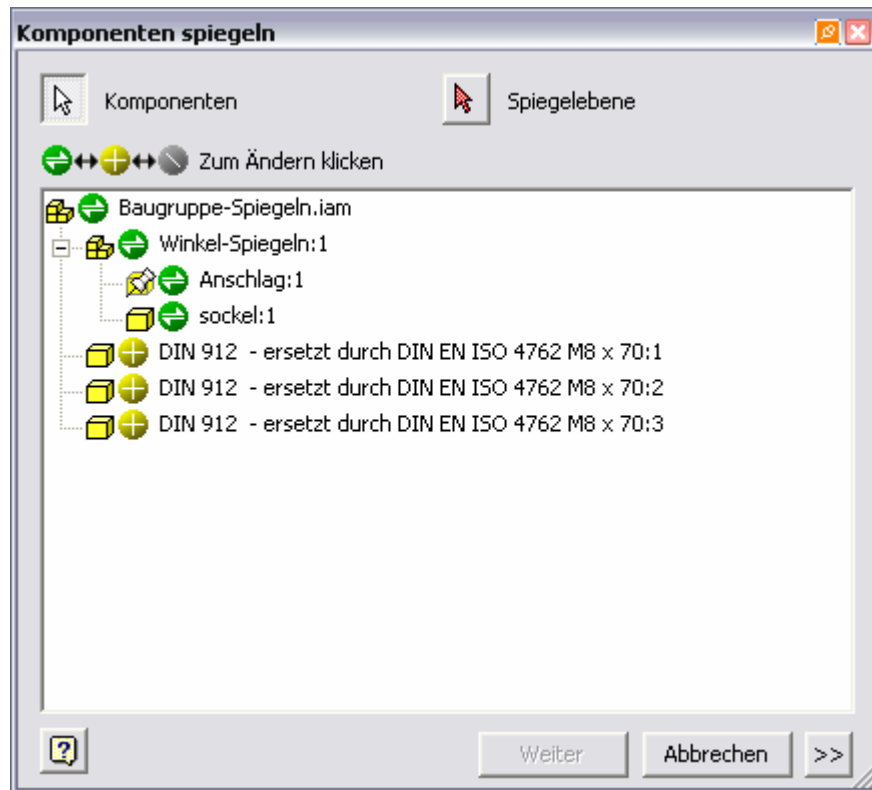 Komponenten spiegeln
Komponenten
Spiegelebene
Zum Ändern klicken
Baugruppe-Spiegeln.iam
Winkel-Spiegeln:1
Anschlag:1
sockel:1
DIN 912  - ersetzt durch DIN EN ISO 4762 M8 x 70:1
DIN 912  - ersetzt durch DIN EN ISO 4762 M8 x 70:2
DIN 912  - ersetzt durch DIN EN ISO 4762 M8 x 70:3
Weiter
Abbrechen
>>